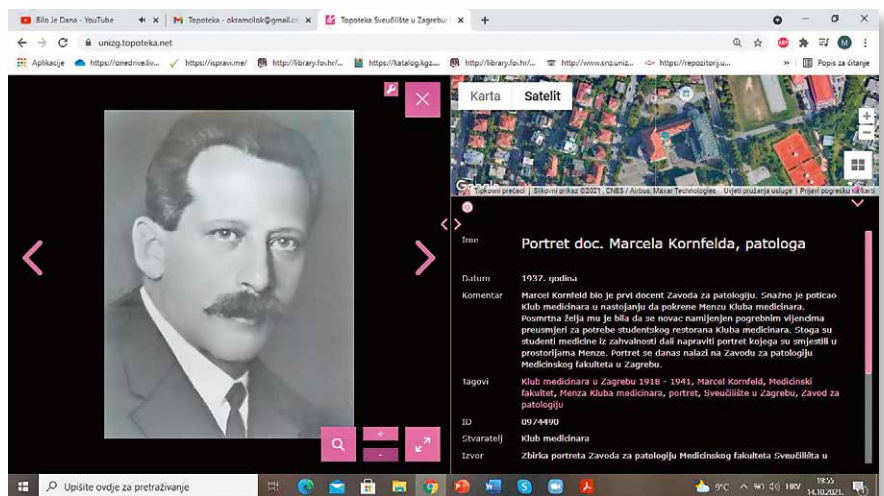 Bilo Je Dana - YouTube
Topoteka - okramcilok@gmail.c
Topoteka Sveučilište u Zagrebu
unizg.topoteka.net
Aplikacije
https://onedrive.liv...
https://ispravi.me/
http://library.foi.hr/...
https://katalog.kgz....
http://library.foi.hr/...
http://www.snz.uniz...
https://repozitorij.u...
Popis za čitanje
Karta
Satelit
Google
Tipkovni prečaci
Slikovni prikaz ©2021 , CNES / Airbus, Maxar Technologies
Uvjeti pružanja usluge
Prijavi pogrešku na karti
Ime
Portret doc. Marcela Kornfelda, patologa
Datum
1937. godina
Komentar
Marcel Kornfeld bio je prvi docent Zavoda za patologiju. Snažno je poticao
Klub medicinara u nastojanju da pokrene Menzu Kluba medicinara.
Posmrtna želja mu je bila da se novac namijenjen pogrebnim vijencima
preusmjeri za potrebe studentskog restorana Kluba medicinara. Stoga su
studenti medicine iz zahvalnosti dali napraviti portret kojega su smjestili u
prostorijama Menze. Portret se danas nalazi na Zavodu za patologiju
Medicinskog fakulteta u Zagrebu.
Tagovi
Klub medicinara u Zagrebu 1918 - 1941, Marcel Kornfeld, Medicinski
fakultet, Menza Kluba medicinara, portret, Sveučilište u Zagrebu, Zavod za
patologiju
ID
0974490
Stvaratelj
Klub medicinara
Izvor
Zbirka portreta Zavoda za patologiju Medicinskog fakulteta Sveučilišta u
Upišite ovdje za pretraživanje
9°C
HRV
19:55
14.10.2021.